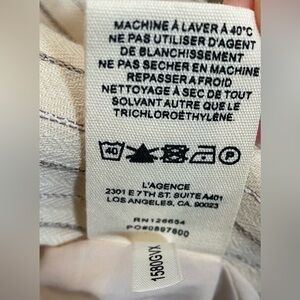 MACHINE À LAVER À 40°C
NE PAS UTILISER D'AGENT
DE BLANCHISSEMENT
NE PAS SECHER EN MACHINE
REPASSER A FROID
NETTOYAGE À SEC DE TOUT
SOLVANT AUTRE QUE LE
TRICHLOROÉTHYLÈNE.
40 P
L'AGENCE
2301 E 7TH ST. SUITE A401
LOS ANGELES, CA. 90023
RN126654
PO#0897800
1580GVX